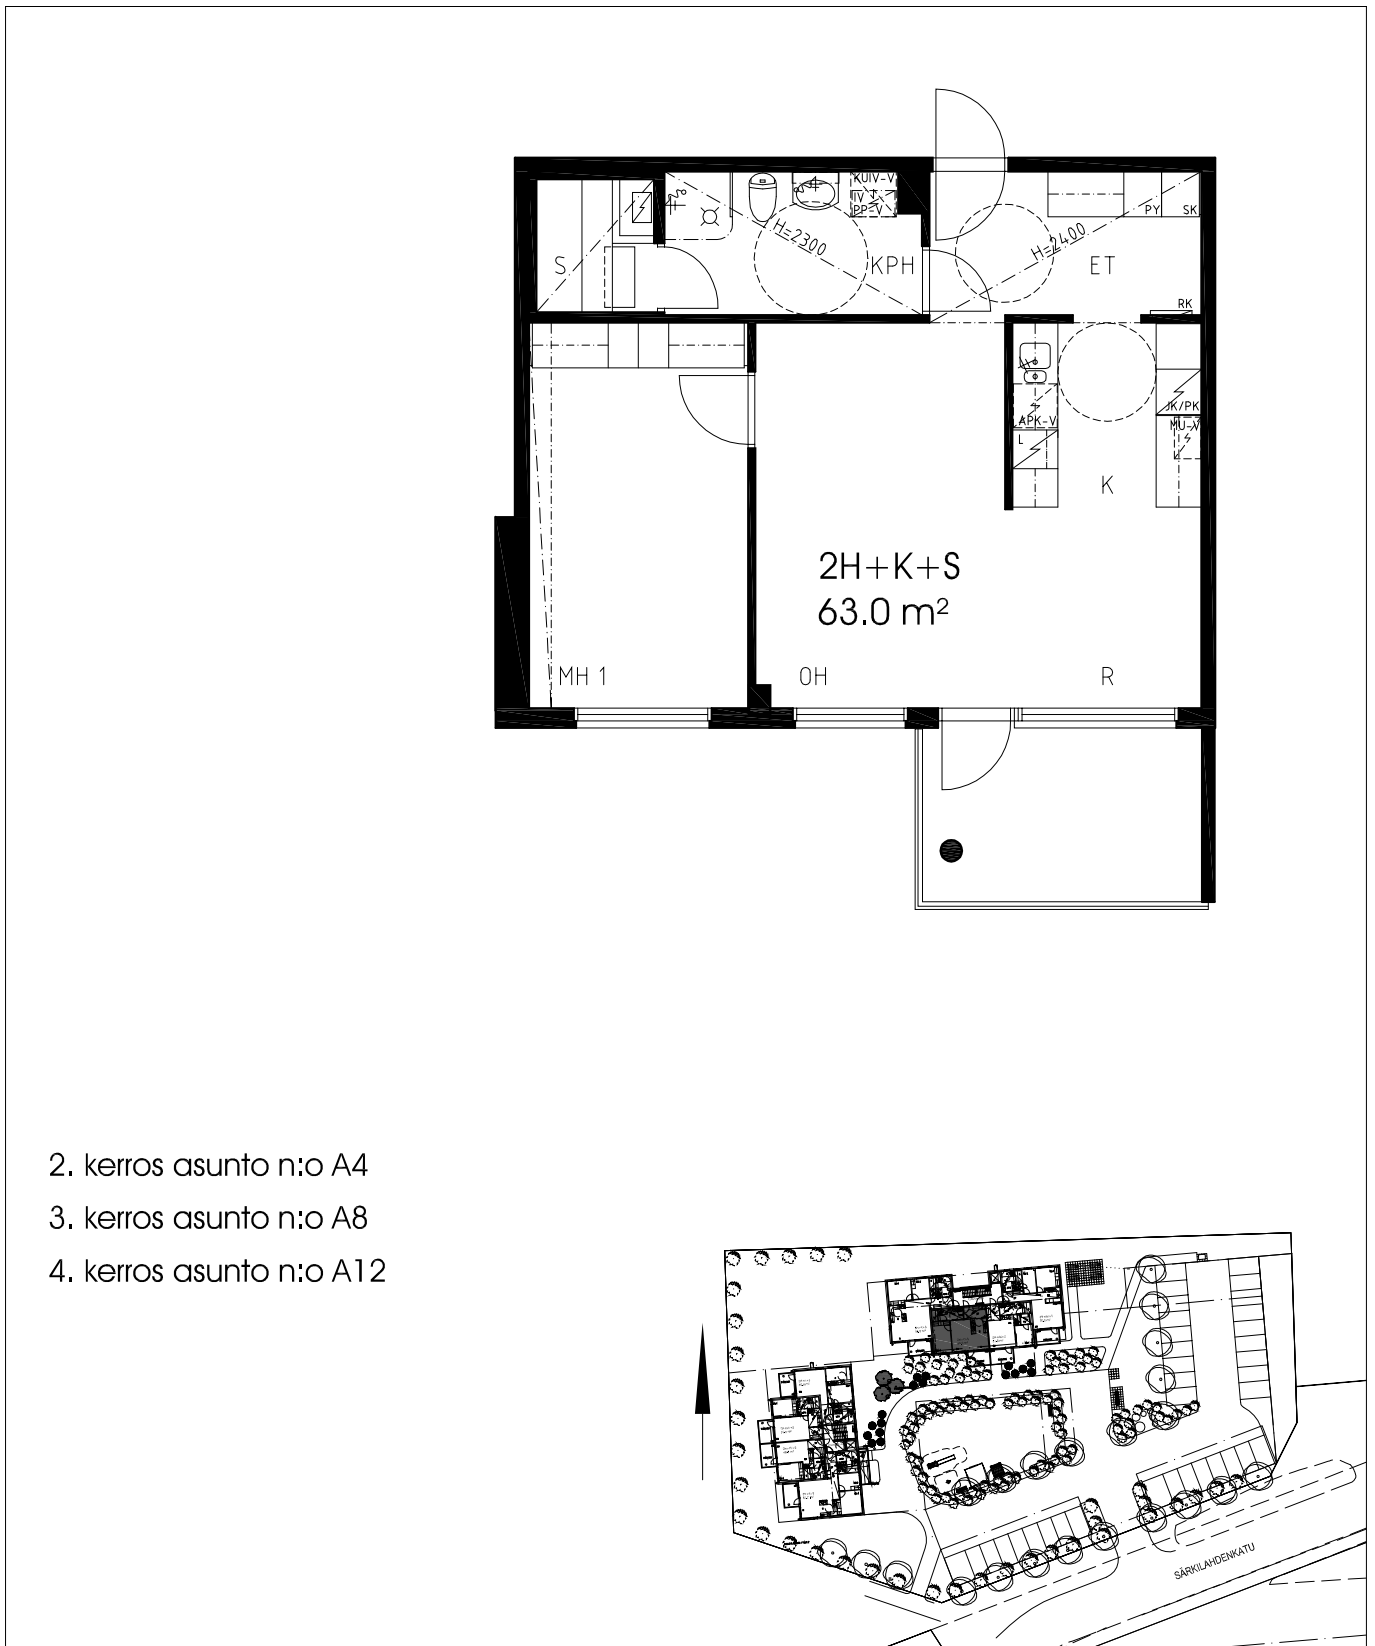 KUIV-V
IV
PP-V
PY SK
H=2300
H=2400
S
KPH
ET
RK
JK/PK
APK-V
MU-V
L
K
2H+K+S
63.0 m²
MH 1
OH
R
2. kerros asunto n:o A4
3. kerros asunto n:o A8
4. kerros asunto n:o A12
SÄRKILAHDENKATU